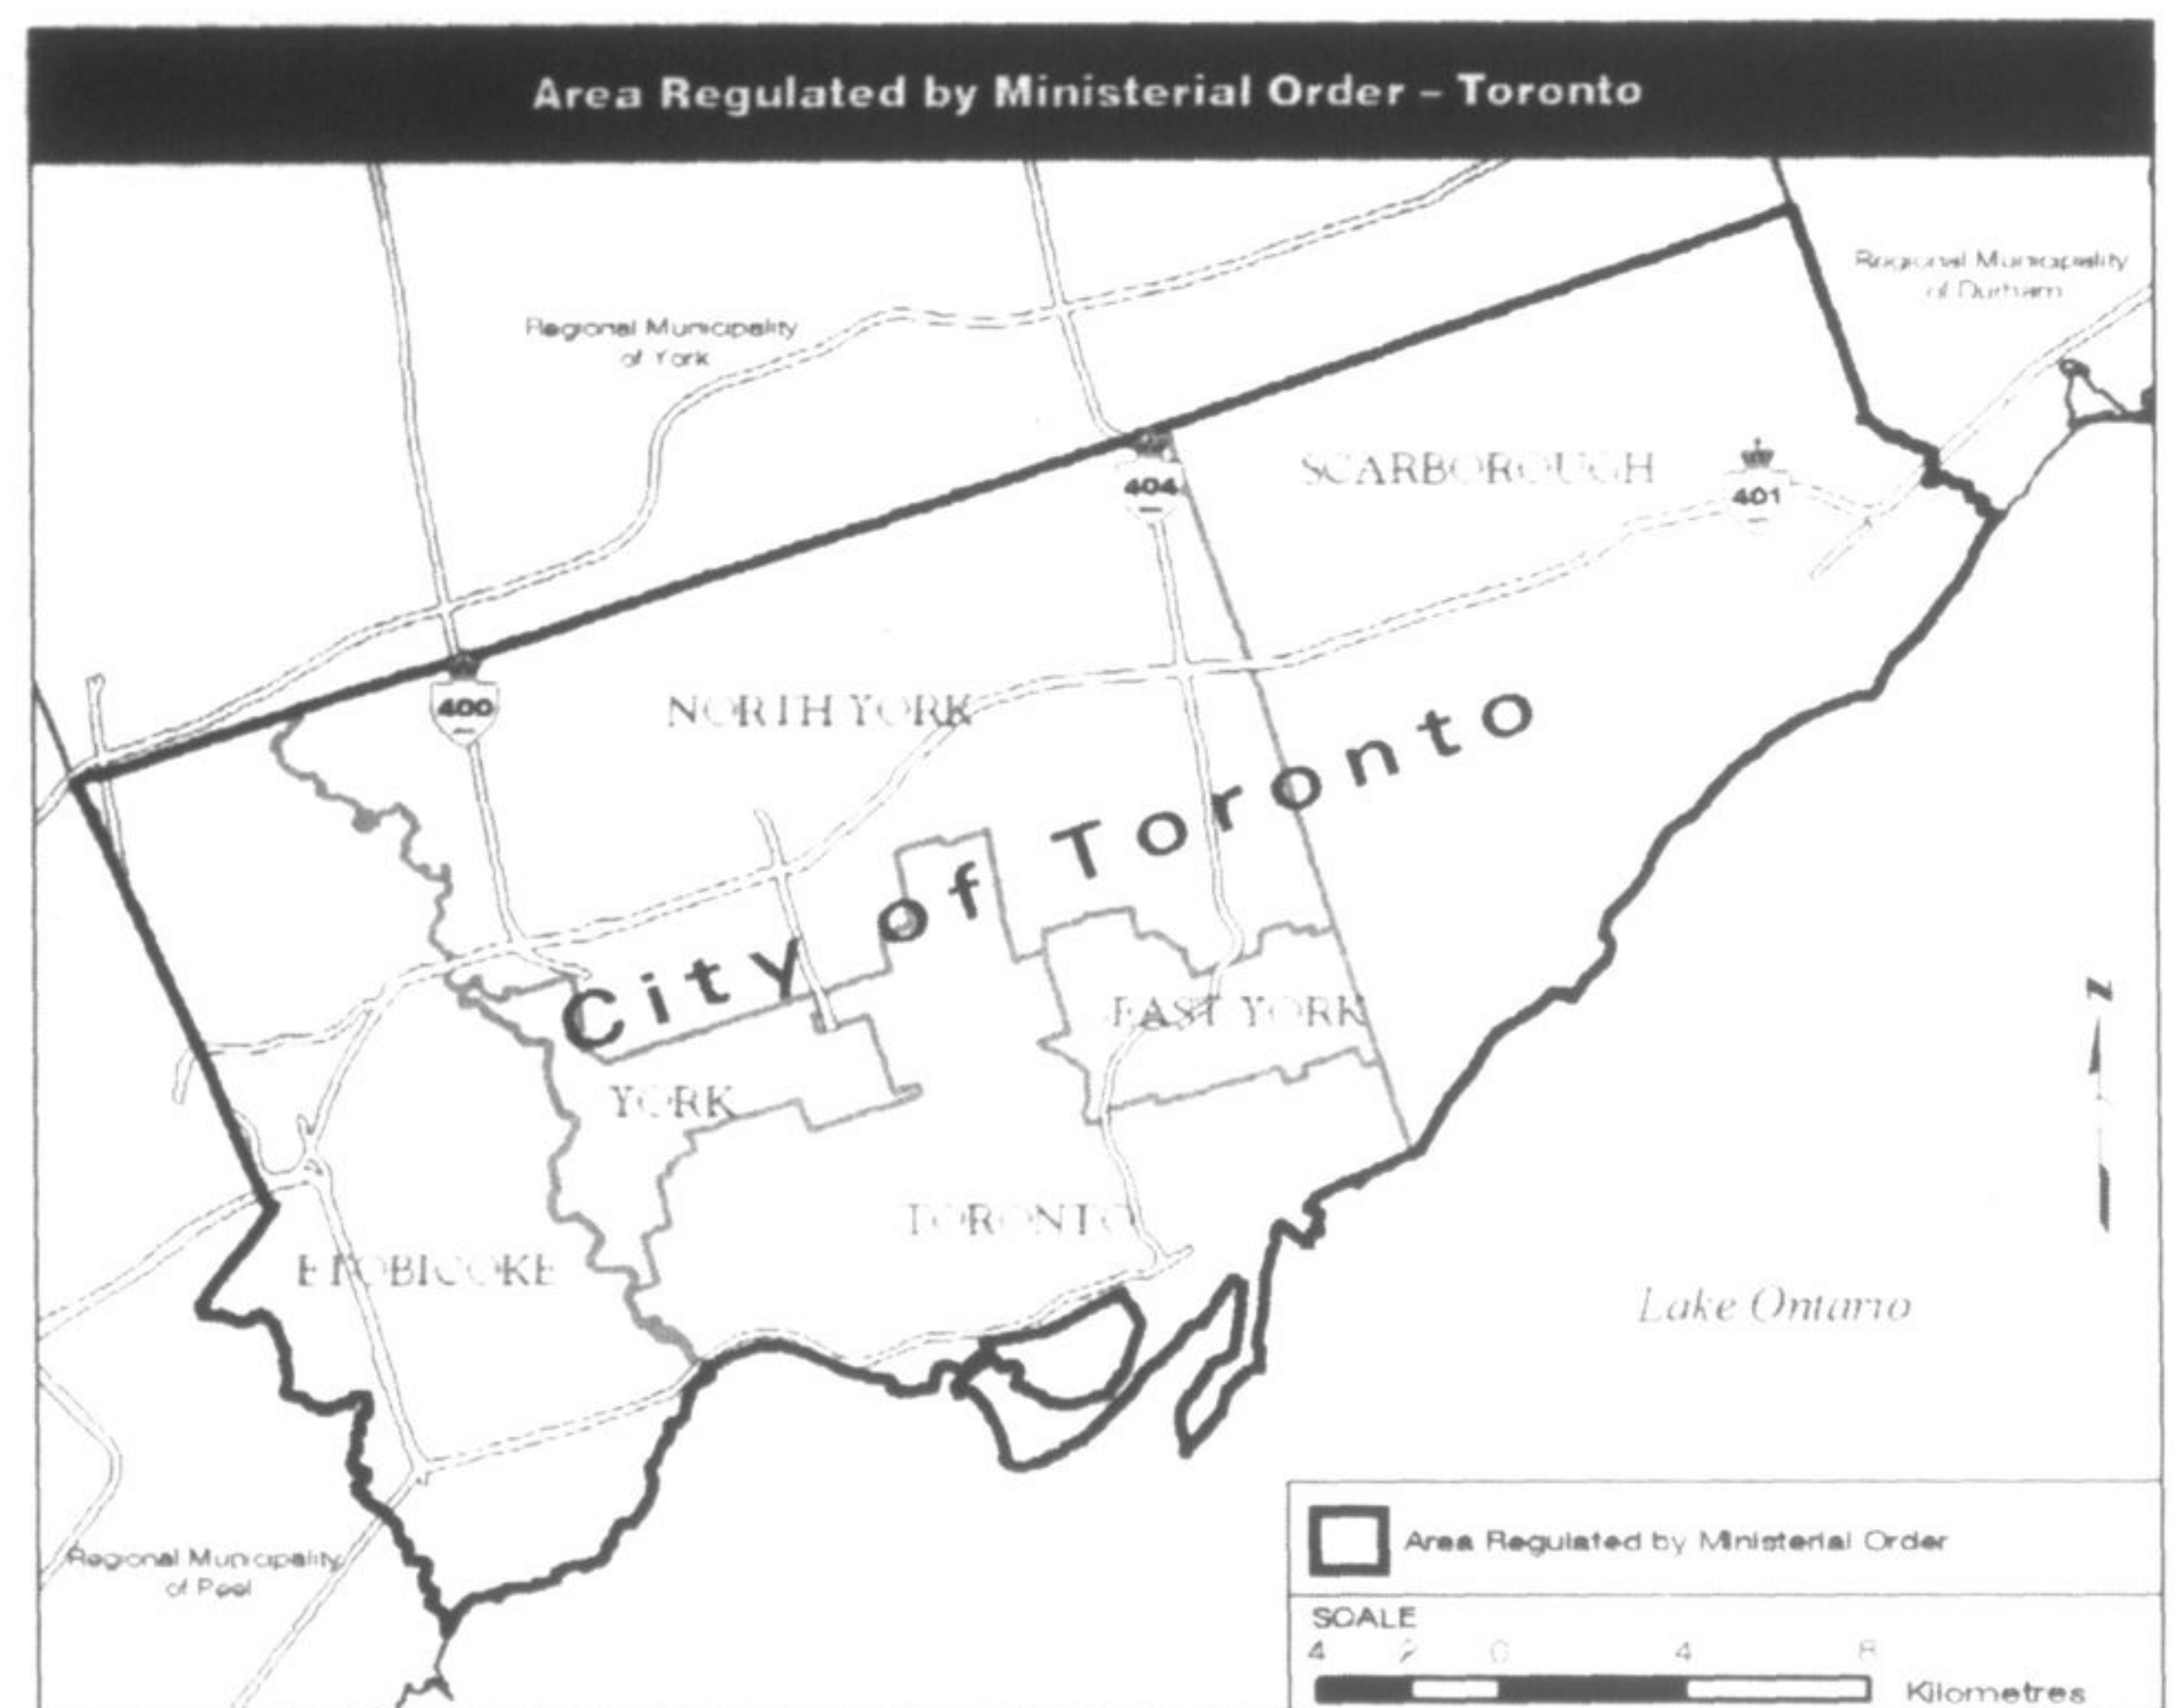 Area Regulated by Ministerial Order – Toronto
Regional Municipality
of Durham
Regional Municipality
of York
SCARBOROUGH
404
401
400
NORTH YORK
City of Toronto
EAST YORK
YORK
TORONTO
ETOBICOKE
Lake Ontario
N
Regional Municipality
of Peel
Area Regulated by Ministerial Order
SCALE
4 2 0 4 8
Kilometres